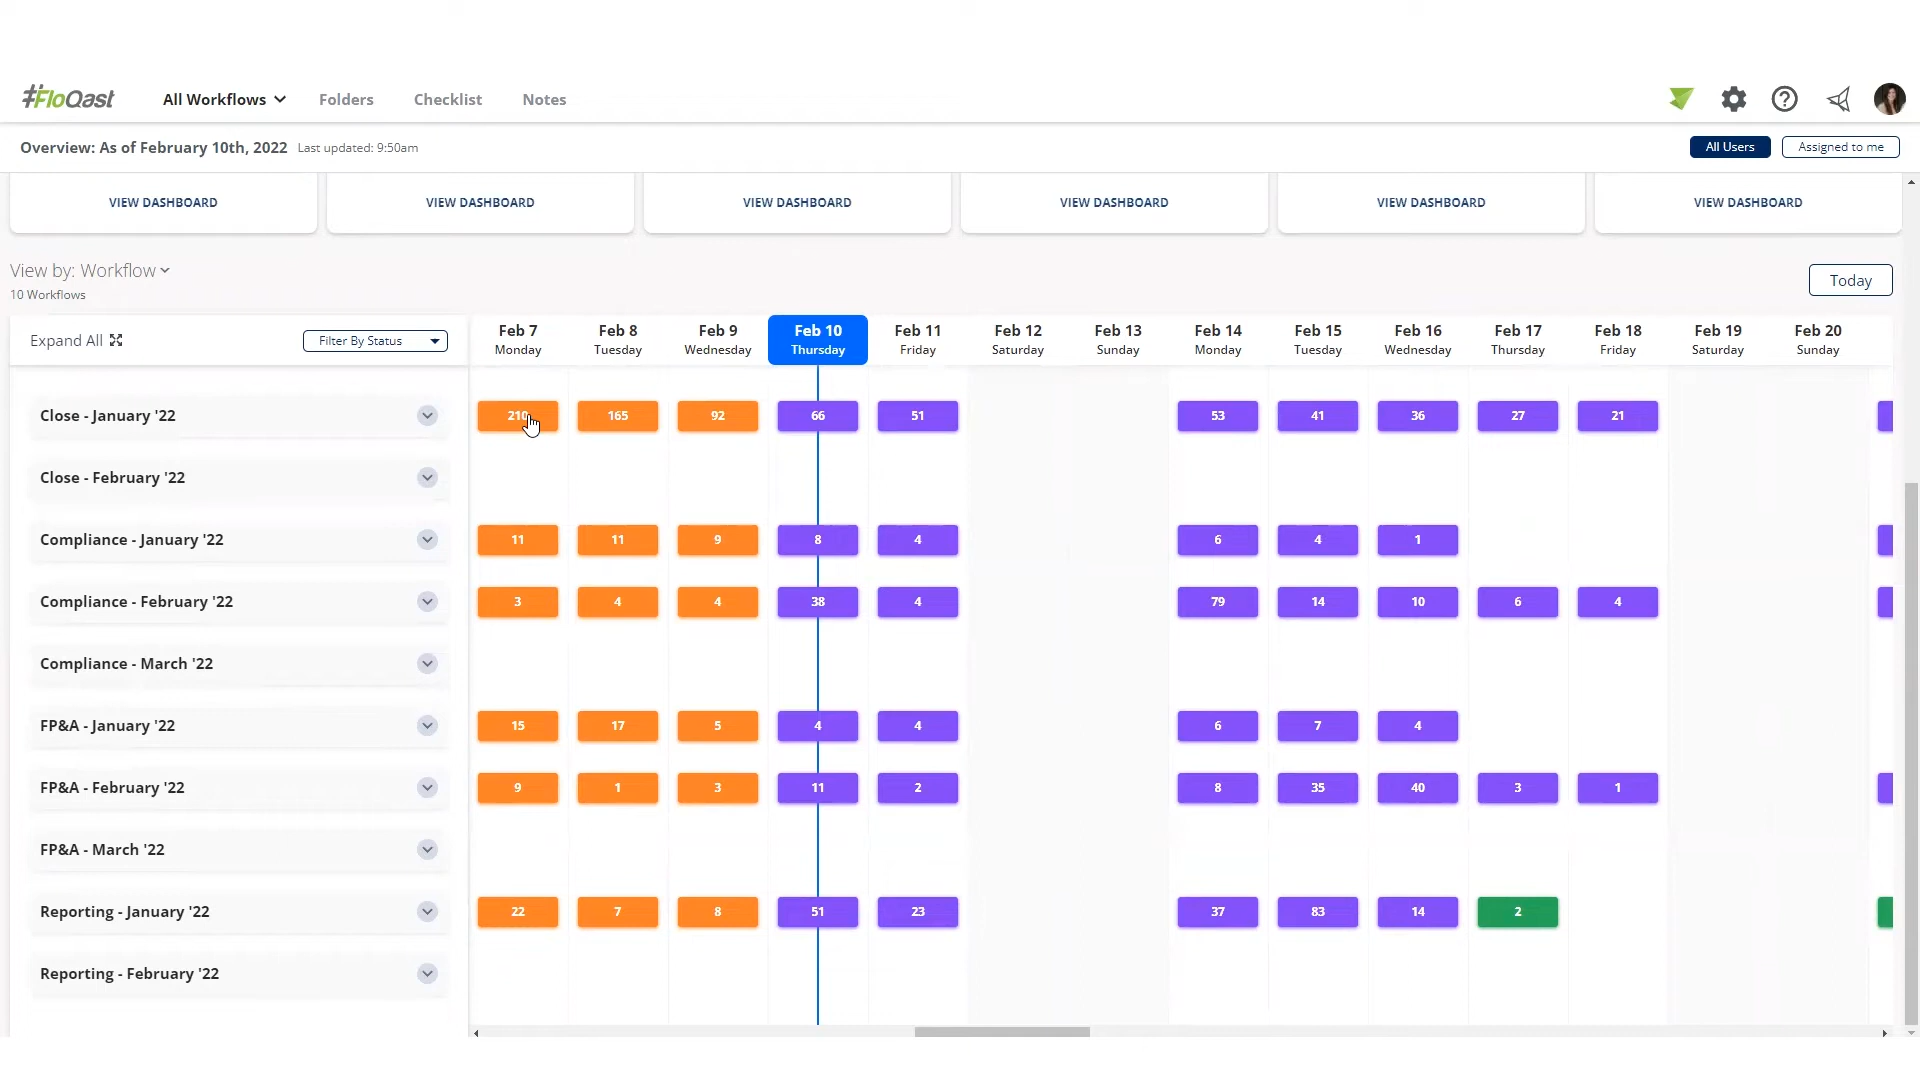 #FloQast All Workflows Folders Checklist Notes
Overview: As of February 10th, 2022 Last updated: 9:50am All Users Assigned to me
VIEW DASHBOARD VIEW DASHBOARD VIEW DASHBOARD VIEW DASHBOARD VIEW DASHBOARD VIEW DASHBOARD
View by: Workflow
10 Workflows
Today
Expand All Filter By Status
Feb 7 Feb 8 Feb 9 Feb 10 Feb 11 Feb 12 Feb 13 Feb 14 Feb 15 Feb 16 Feb 17 Feb 18 Feb 19 Feb 20
Monday Tuesday Wednesday Thursday Friday Saturday Sunday Monday Tuesday Wednesday Thursday Friday Saturday Sunday
Close - January '22 210 165 92 66 51 53 41 36 27 21
Close - February '22
Compliance - January '22 11 11 9 8 4 6 4 1
Compliance - February '22 3 4 4 38 4 79 14 10 6 4
Compliance - March '22
FP&A - January '22 15 17 5 4 4 6 7 4
FP&A - February '22 9 1 3 11 2 8 35 40 3 1
FP&A - March '22
Reporting - January '22 22 7 8 51 23 37 83 14 2
Reporting - February '22